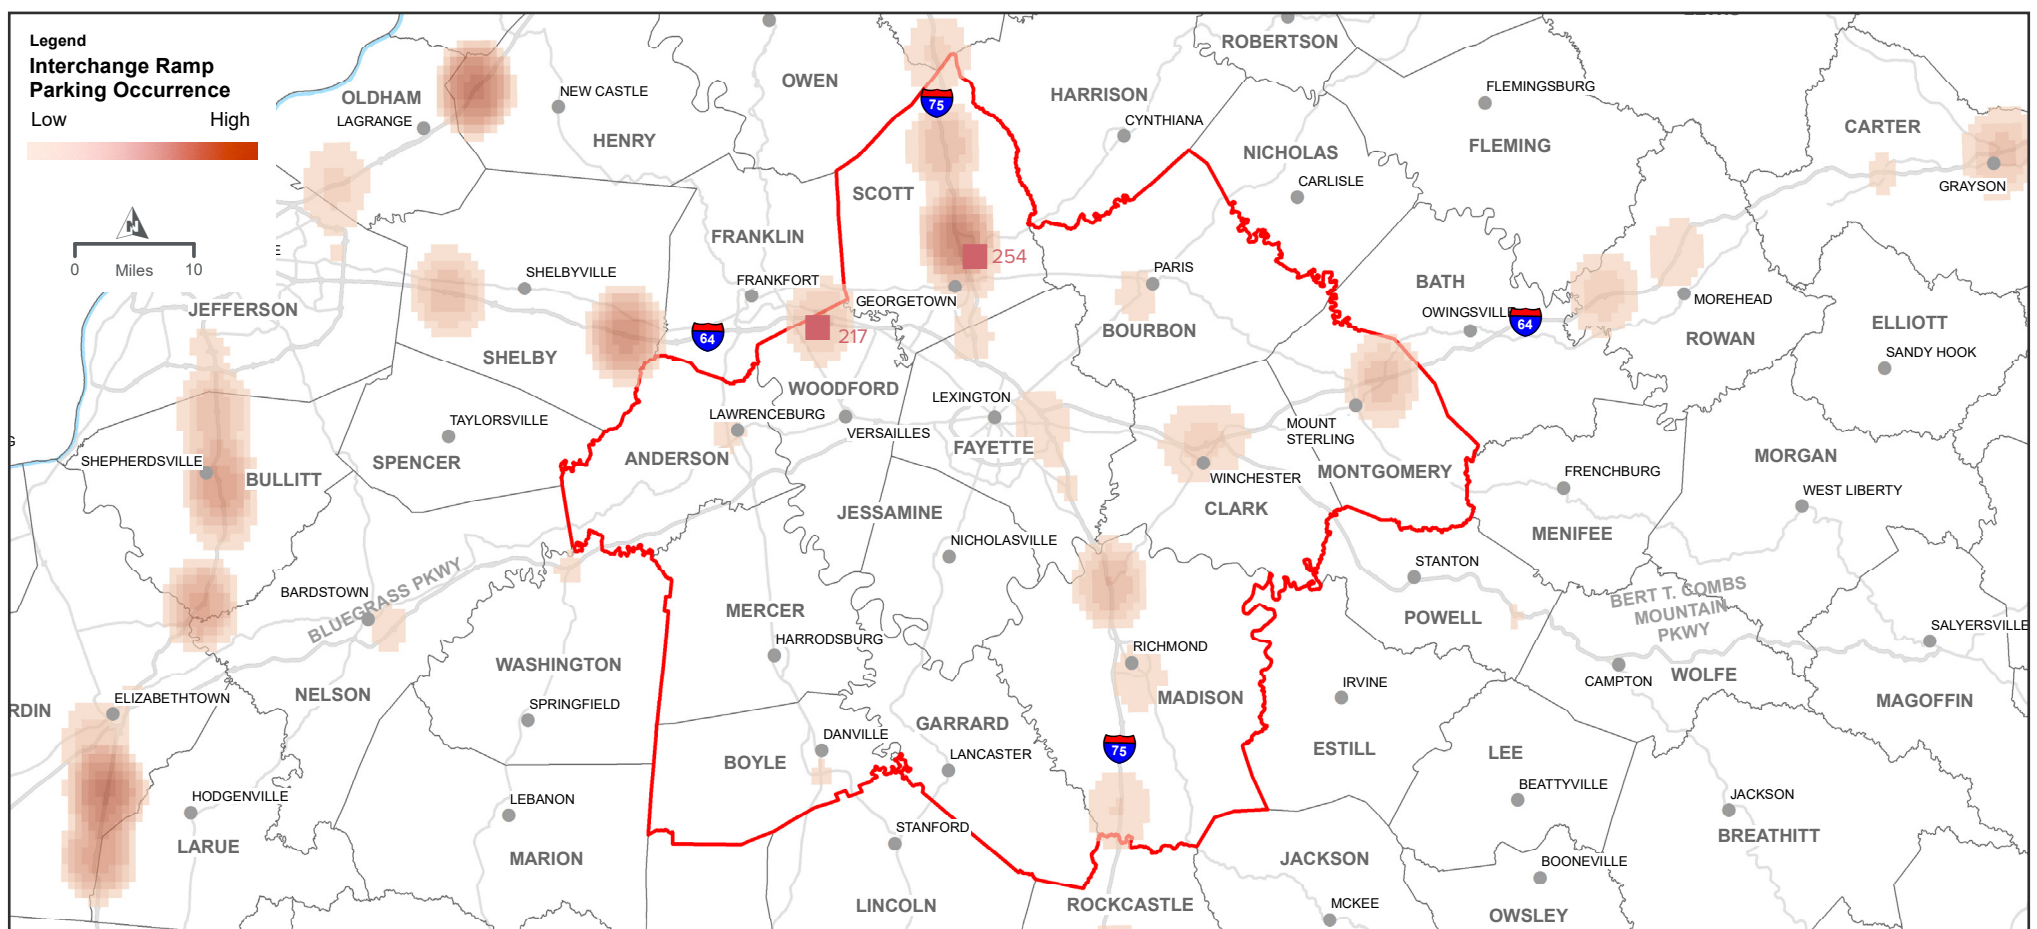 Legend
Interchange Ramp
Parking Occurrence
Low High
N
0 Miles 10
OLDHAM
LAGRANGE
NEW CASTLE
HENRY
OWEN
75
HARRISON
CYNTHIANA
ROBERTSON
FLEMINGSBURG
FLEMING
NICHOLAS
CARLISLE
CARTER
GRAYSON
SCOTT
254
FRANKLIN
FRANKFORT
GEORGETOWN
217
64
SHELBYVILLE
SHELBY
JEFFERSON
PARIS
BOURBON
BATH
OWINGSVILLE
64
MOREHEAD
ROWAN
ELLIOTT
SANDY HOOK
WOODFORD
LAWRENCEBURG
VERSAILLES
ANDERSON
LEXINGTON
FAYETTE
TAYLORSVILLE
SPENCER
SHEPHERDSVILLE
BULLITT
MOUNT
STERLING
MONTGOMERY
WINCHESTER
CLARK
FRENCHBURG
MENIFEE
MORGAN
WEST LIBERTY
JESSAMINE
NICHOLASVILLE
STANTON
POWELL
BERT T. COMBS
MOUNTAIN
PKWY
SALYERSVILLE
BARDSTOWN
BLUEGRASS PKWY
MERCER
HARRODSBURG
RICHMOND
MADISON
IRVINE
ESTILL
CAMPTON
WOLFE
MAGOFFIN
WASHINGTON
SPRINGFIELD
NELSON
ELIZABETHTOWN
RDIN
GARRARD
LANCASTER
DANVILLE
BOYLE
75
LEE
BEATTYVILLE
JACKSON
BREATHITT
HODGENVILLE
LARUE
LEBANON
MARION
STANFORD
LINCOLN
ROCKCASTLE
JACKSON
MCKEE
BOONEVILLE
OWSLEY